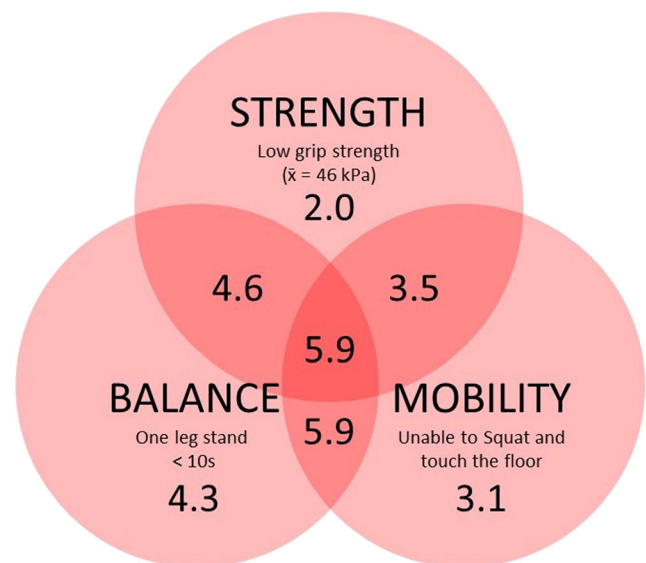 STRENGTH
Low grip strength
(x̄ = 46 kPa)
2.0
4.6
3.5
5.9
BALANCE
One leg stand
< 10s
4.3
5.9
MOBILITY
Unable to Squat and
touch the floor
3.1